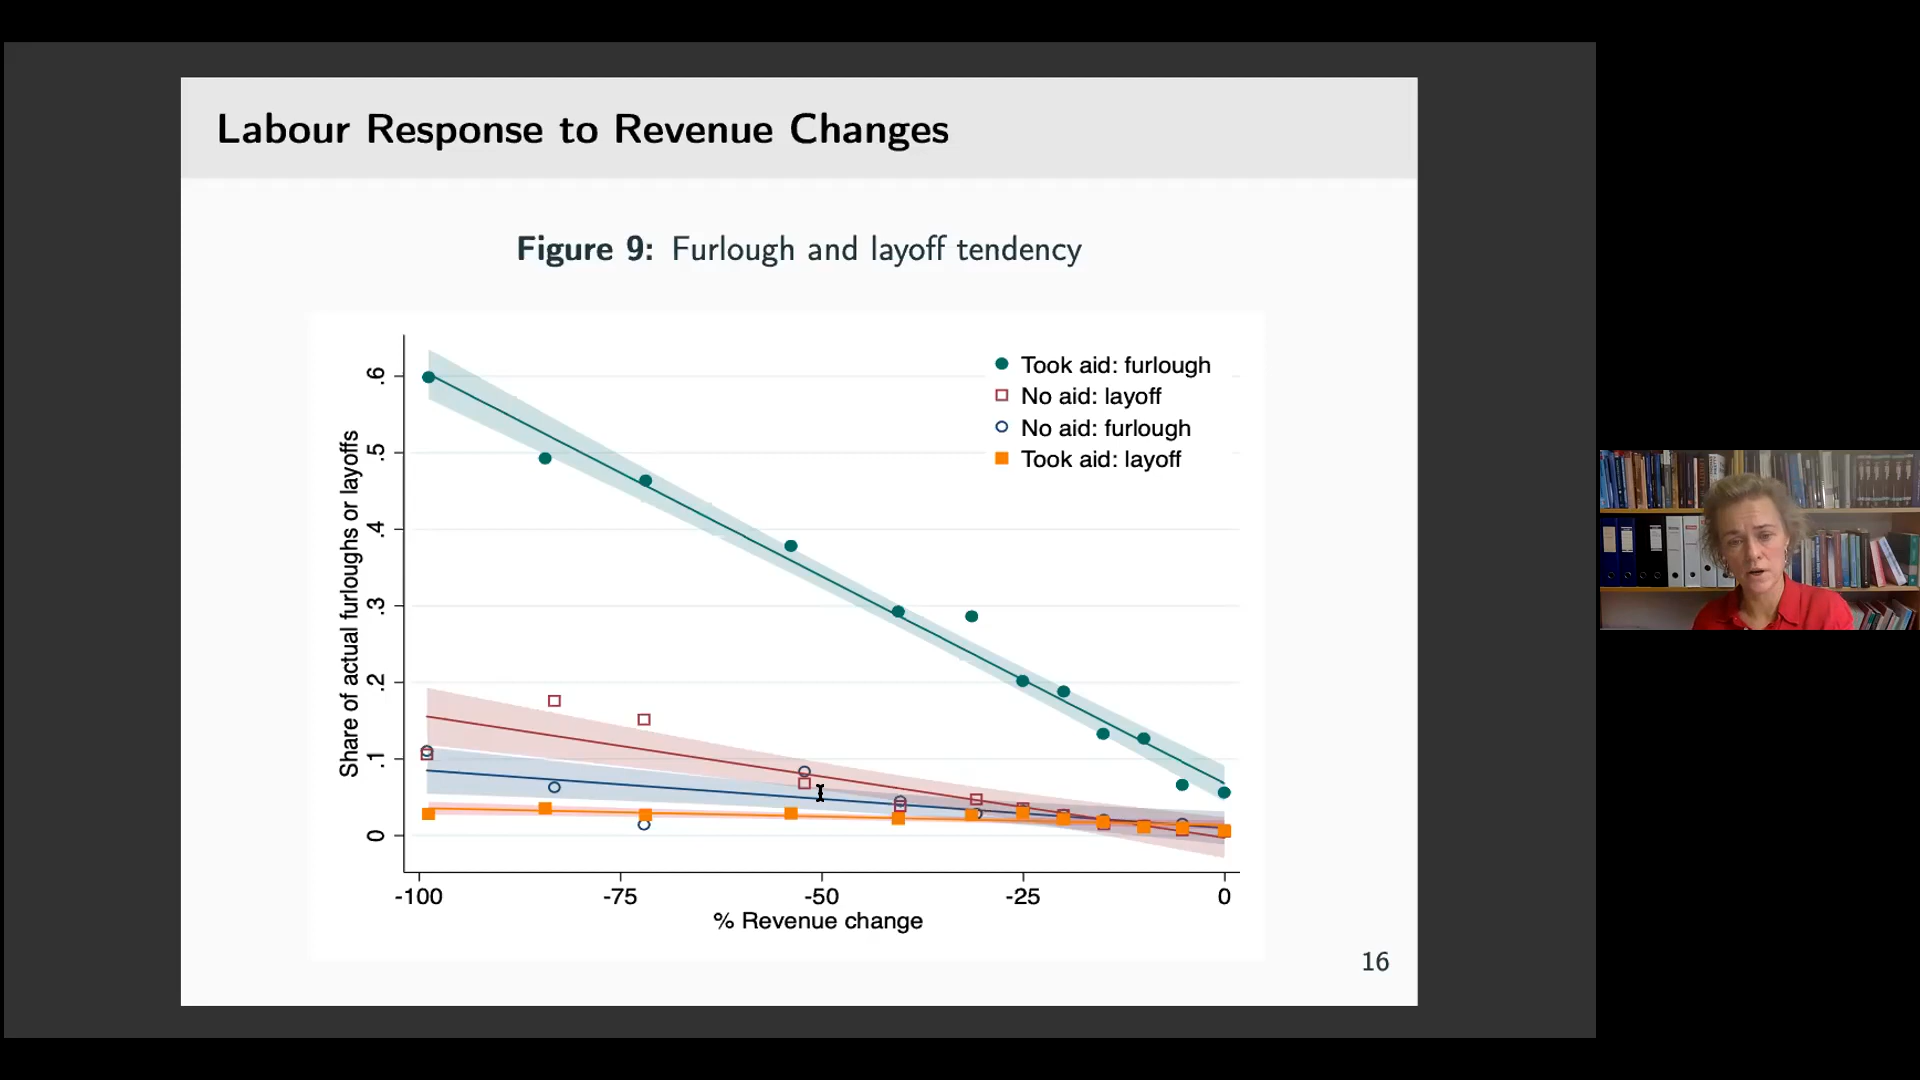 Labour Response to Revenue Changes
Figure 9: Furlough and layoff tendency
Took aid: furlough
No aid: layoff
No aid: furlough
Took aid: layoff
Share of actual furloughs or layoffs
.6
.5
.4
.3
.2
.1
0
-100 -75 -50 -25 0
% Revenue change
16